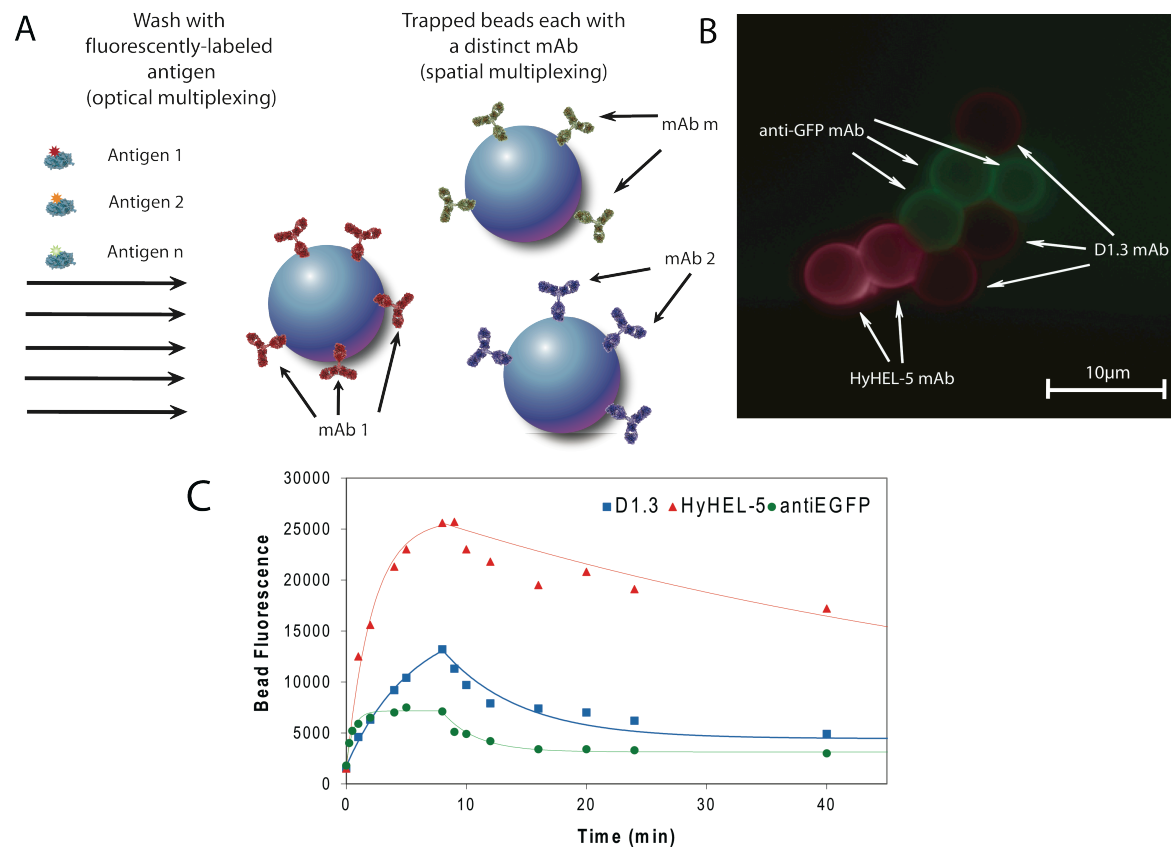 A
Wash with
fluorescently-labeled
antigen
(optical multiplexing)
Trapped beads each with
a distinct mAb
(spatial multiplexing)
Antigen 1
Antigen 2
Antigen n
mAb m
mAb 2
mAb 1
B
anti-GFP mAb
D1.3 mAb
HyHEL-5 mAb
10μm
C
D1.3 HyHEL-5 antiEGFP
Bead Fluorescence
30000
25000
20000
15000
10000
5000
0
0 10 20 30 40
Time (min)